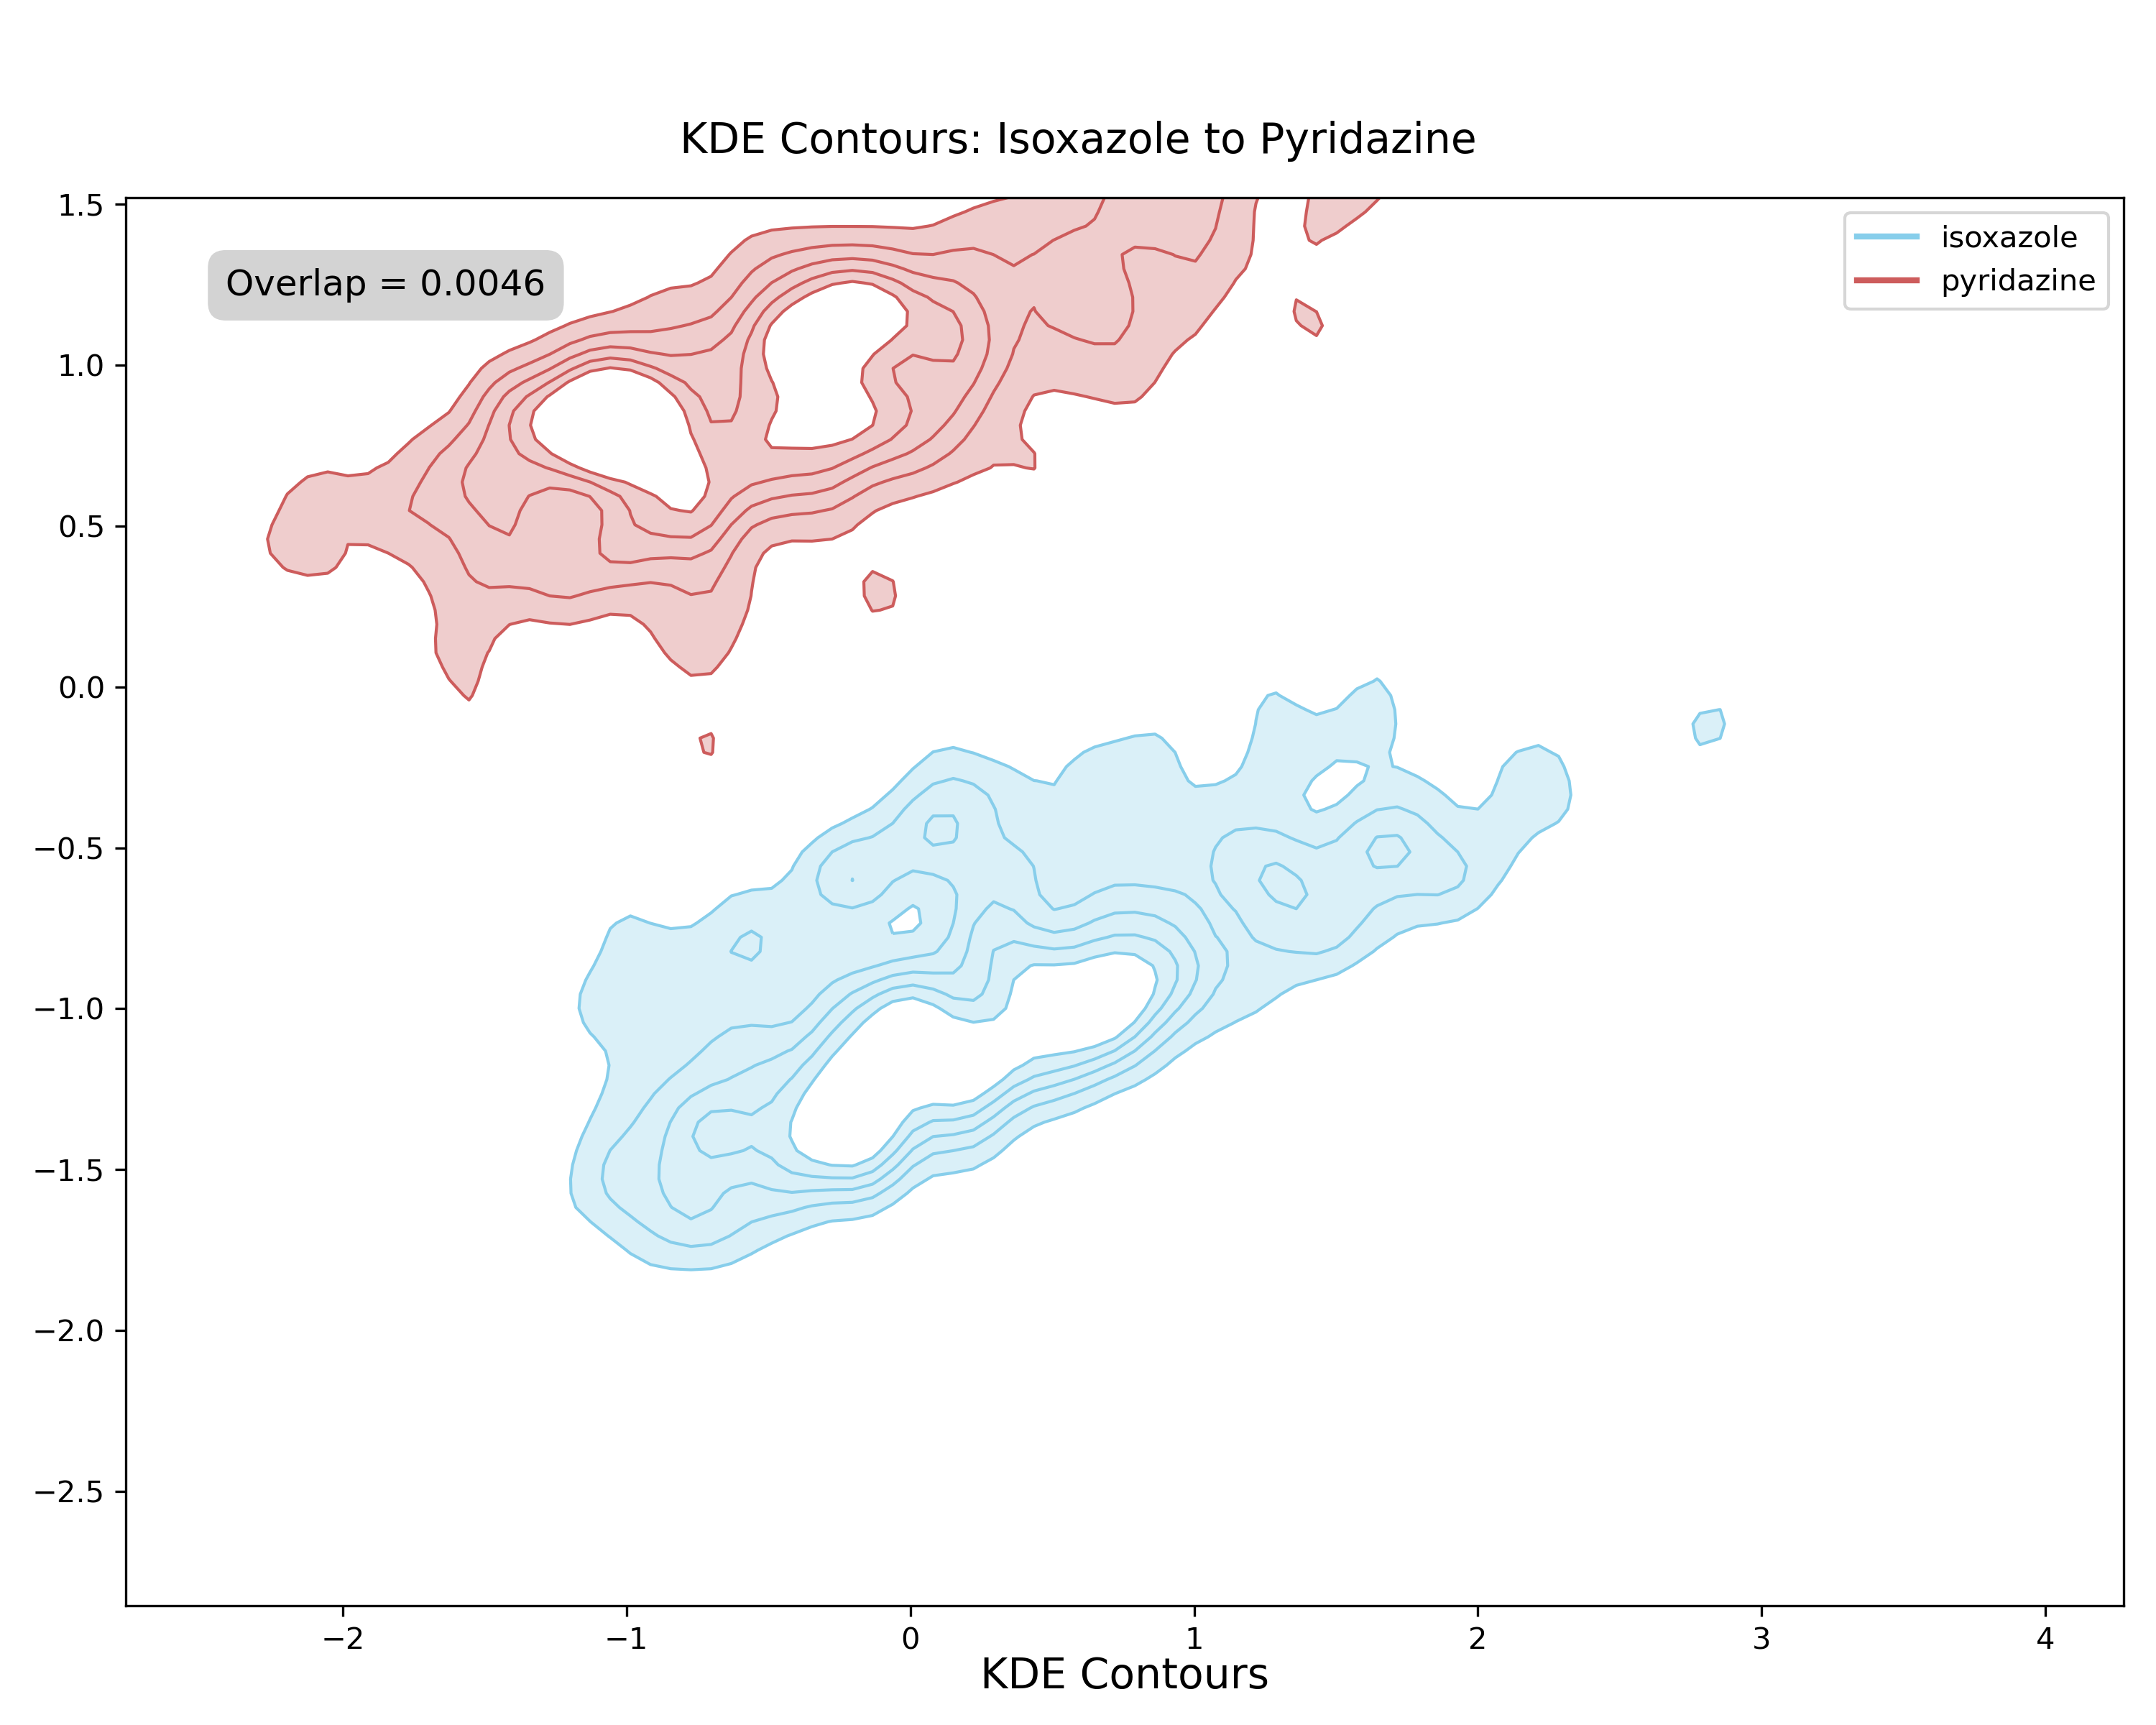 KDE Contours: Isoxazole to Pyridazine
1.5
1.0
0.5
0.0
−0.5
−1.0
−1.5
−2.0
−2.5
Overlap = 0.0046
isoxazole
pyridazine
−2 −1 0 1 2 3 4
KDE Contours